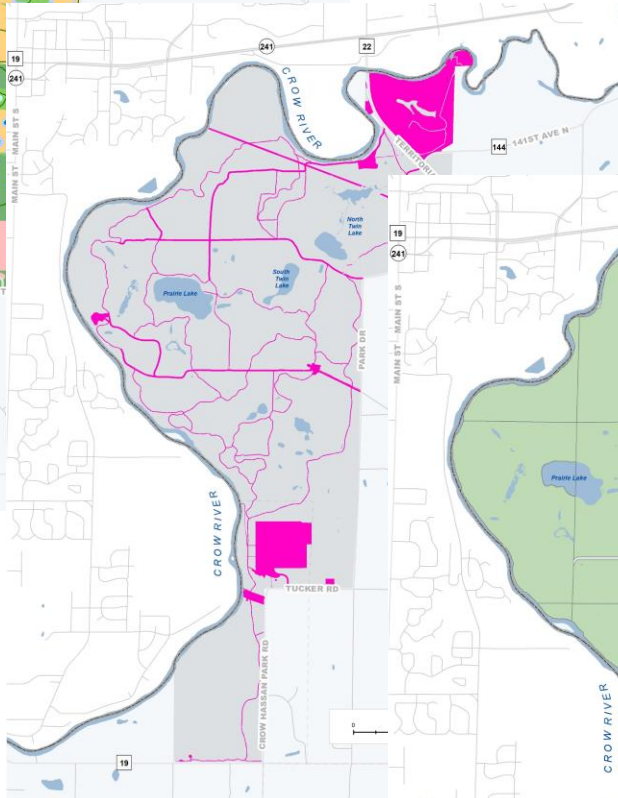 241
22
19
241
CROW RIVER
MAIN ST
MAIN ST S
144
141ST AVE N
North
Twin
Lake
South
Twin
Lake
Prairie Lake
PARK DR
CROW RIVER
TUCKER RD
CROW HASSAN PARK RD
0
19
19
241
MAIN ST
MAIN ST S
Prairie Lake
CROW RIVER